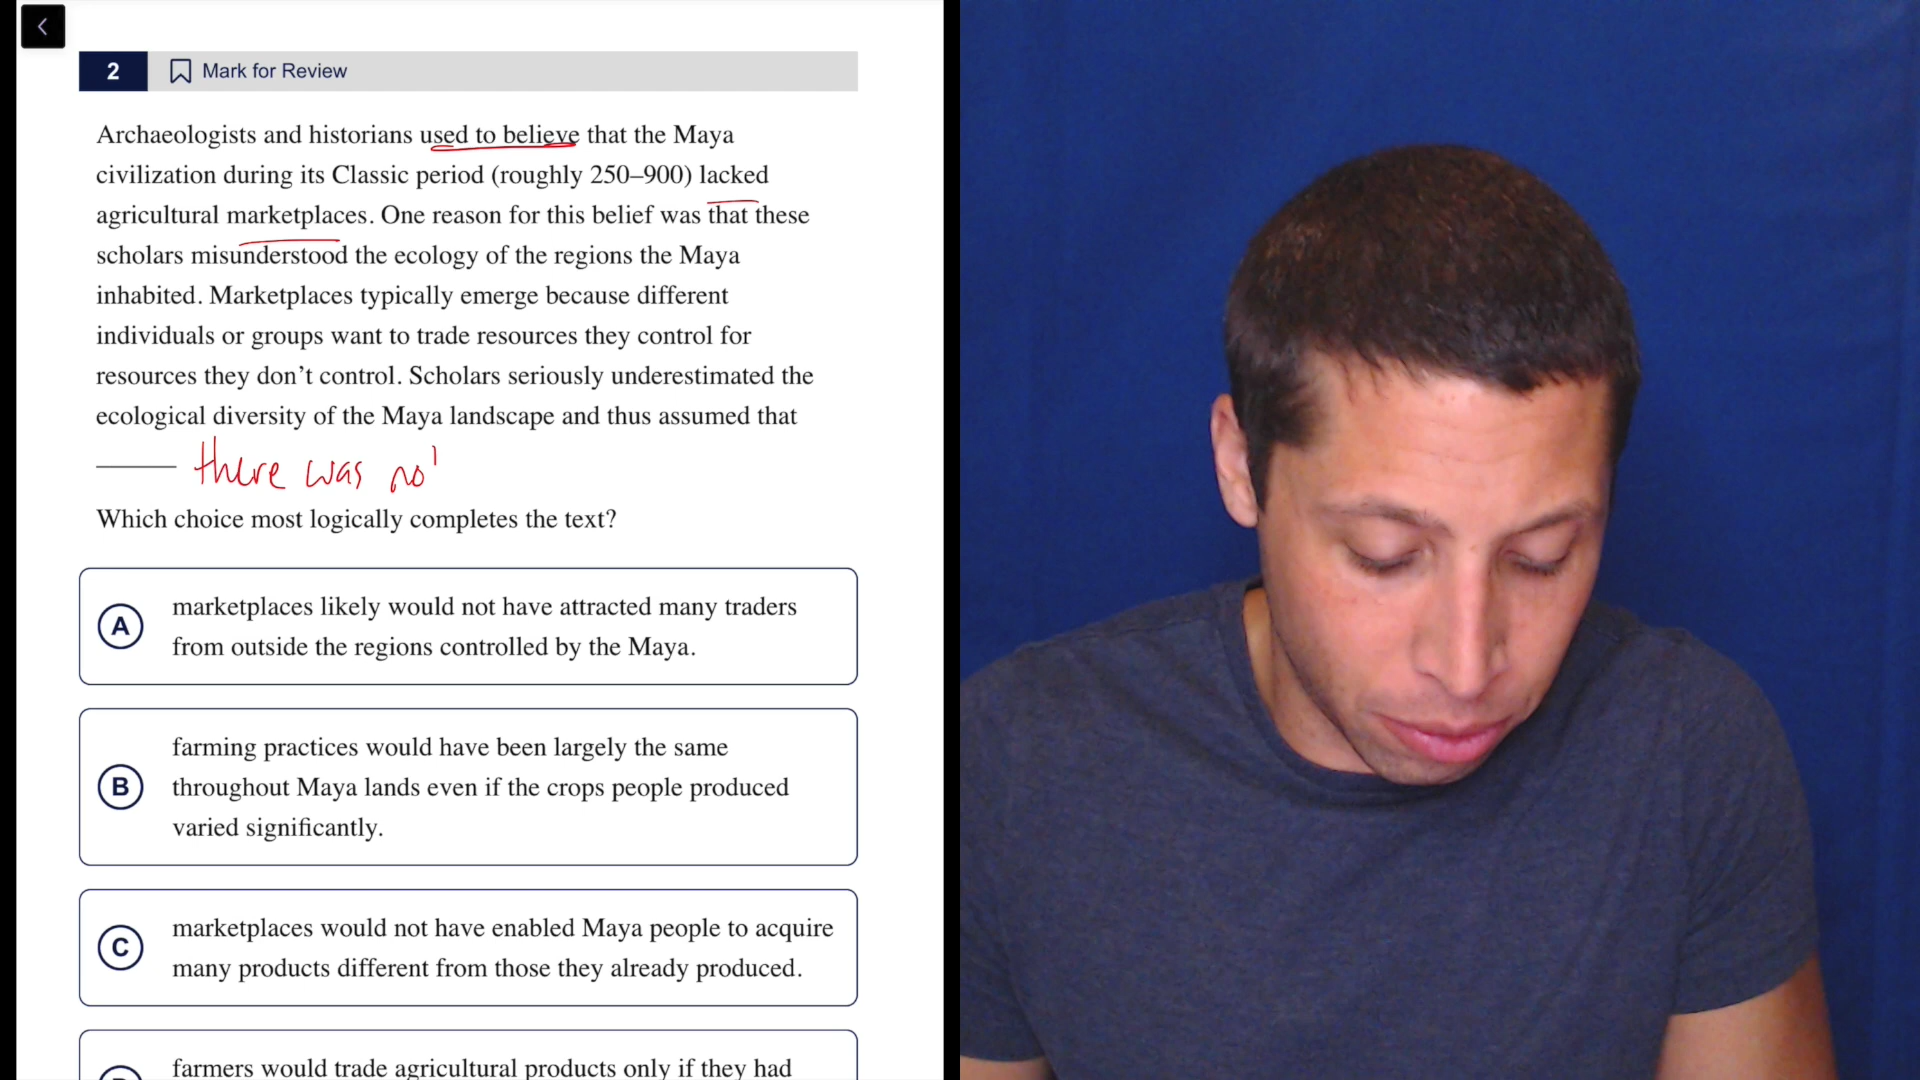 2 Mark for Review
Archaeologists and historians used to believe that the Maya
civilization during its Classic period (roughly 250–900) lacked
agricultural marketplaces. One reason for this belief was that these
scholars misunderstood the ecology of the regions the Maya
inhabited. Marketplaces typically emerge because different
individuals or groups want to trade resources they control for
resources they don’t control. Scholars seriously underestimated the
ecological diversity of the Maya landscape and thus assumed that
there was no
Which choice most logically completes the text?
A
marketplaces likely would not have attracted many traders
from outside the regions controlled by the Maya.
B
farming practices would have been largely the same
throughout Maya lands even if the crops people produced
varied significantly.
C
marketplaces would not have enabled Maya people to acquire
many products different from those they already produced.
farmers would trade agricultural products only if they had